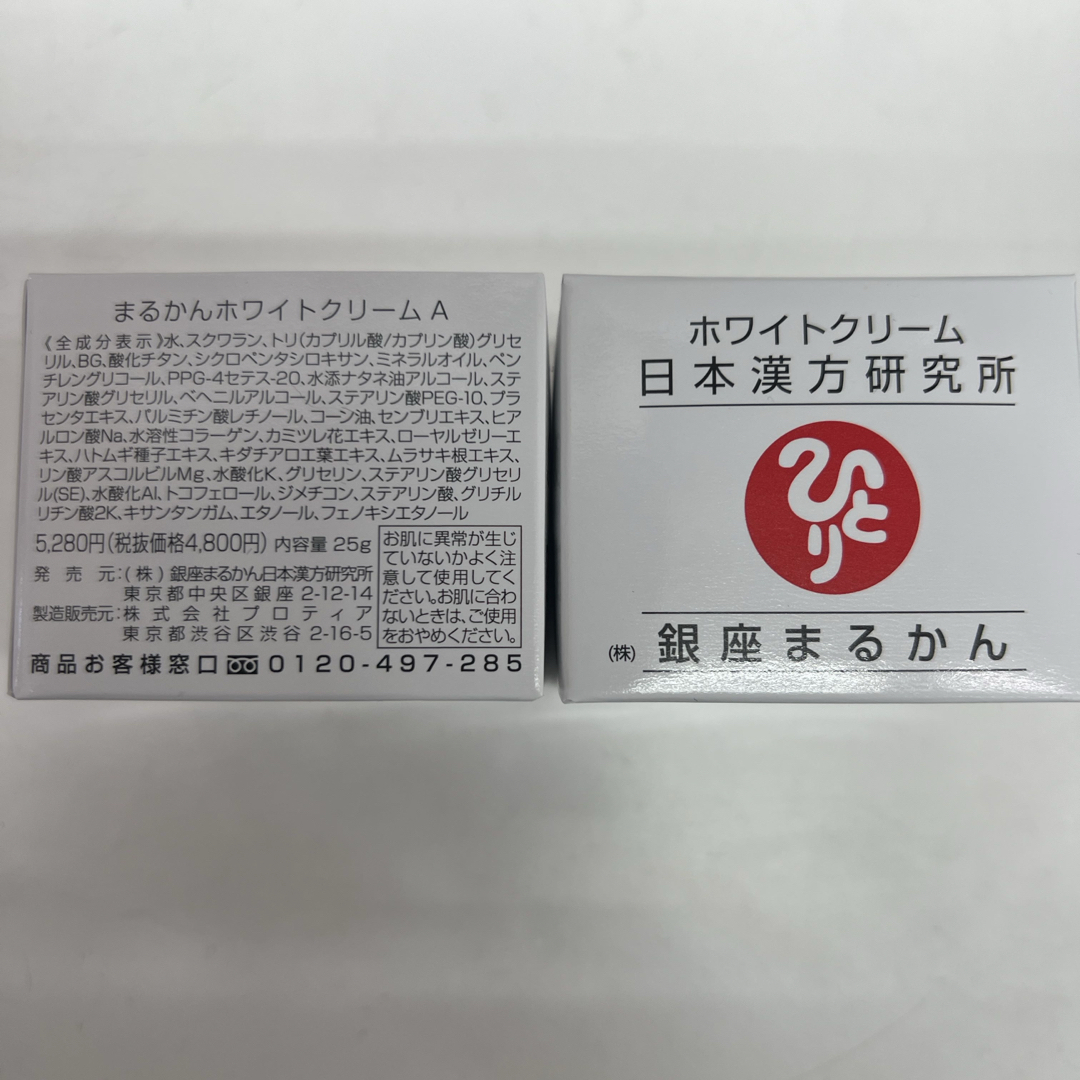 まるかんホワイトクリーム A
《全成分表示》水、スクワラン、トリ(カプリル酸/カプリン酸)グリセ
リル、BG、酸化チタン、シクロペンタシロキサン、ミネラルオイル、ペン
チレングリコール、PPG-4セテス-20、水添ナタネ油アルコール、ステ
アリン酸グリセリル、ベヘニルアルコール、ステアリン酸PEG-10、プラ
センタエキス、パルミチン酸レチノール、コーン油、センブリエキス、ヒア
ルロン酸Na、水溶性コラーゲン、カミツレ花エキス、ローヤルゼリーエ
キス、ハトムギ種子エキス、キダチアロエ葉エキス、ムラサキ根エキス、
リン酸アスコルビルMg、水酸化K、グリセリン、ステアリン酸グリセリ
ル(SE)、水酸化Al、トコフェロール、ジメチコン、ステアリン酸、グリチル
リチン酸2K、キサンタンガム、エタノール、フェノキシエタノール
5,280円(税抜価格4,800円) 内容量 25g
発売元:(株)銀座まるかん日本漢方研究所
東京都中央区銀座 2-12-14
製造販売元:株式会社プロティア
東京都渋谷区渋谷 2-16-5
お肌に異常が生じ
ていないかよく注
意して使用してく
ださい。お肌に合わ
ないときは、ご使用
をおやめください。
商品お客様窓口 0120-497-285
ホワイトクリーム
日本漢方研究所
ひとり
(株) 銀座まるかん